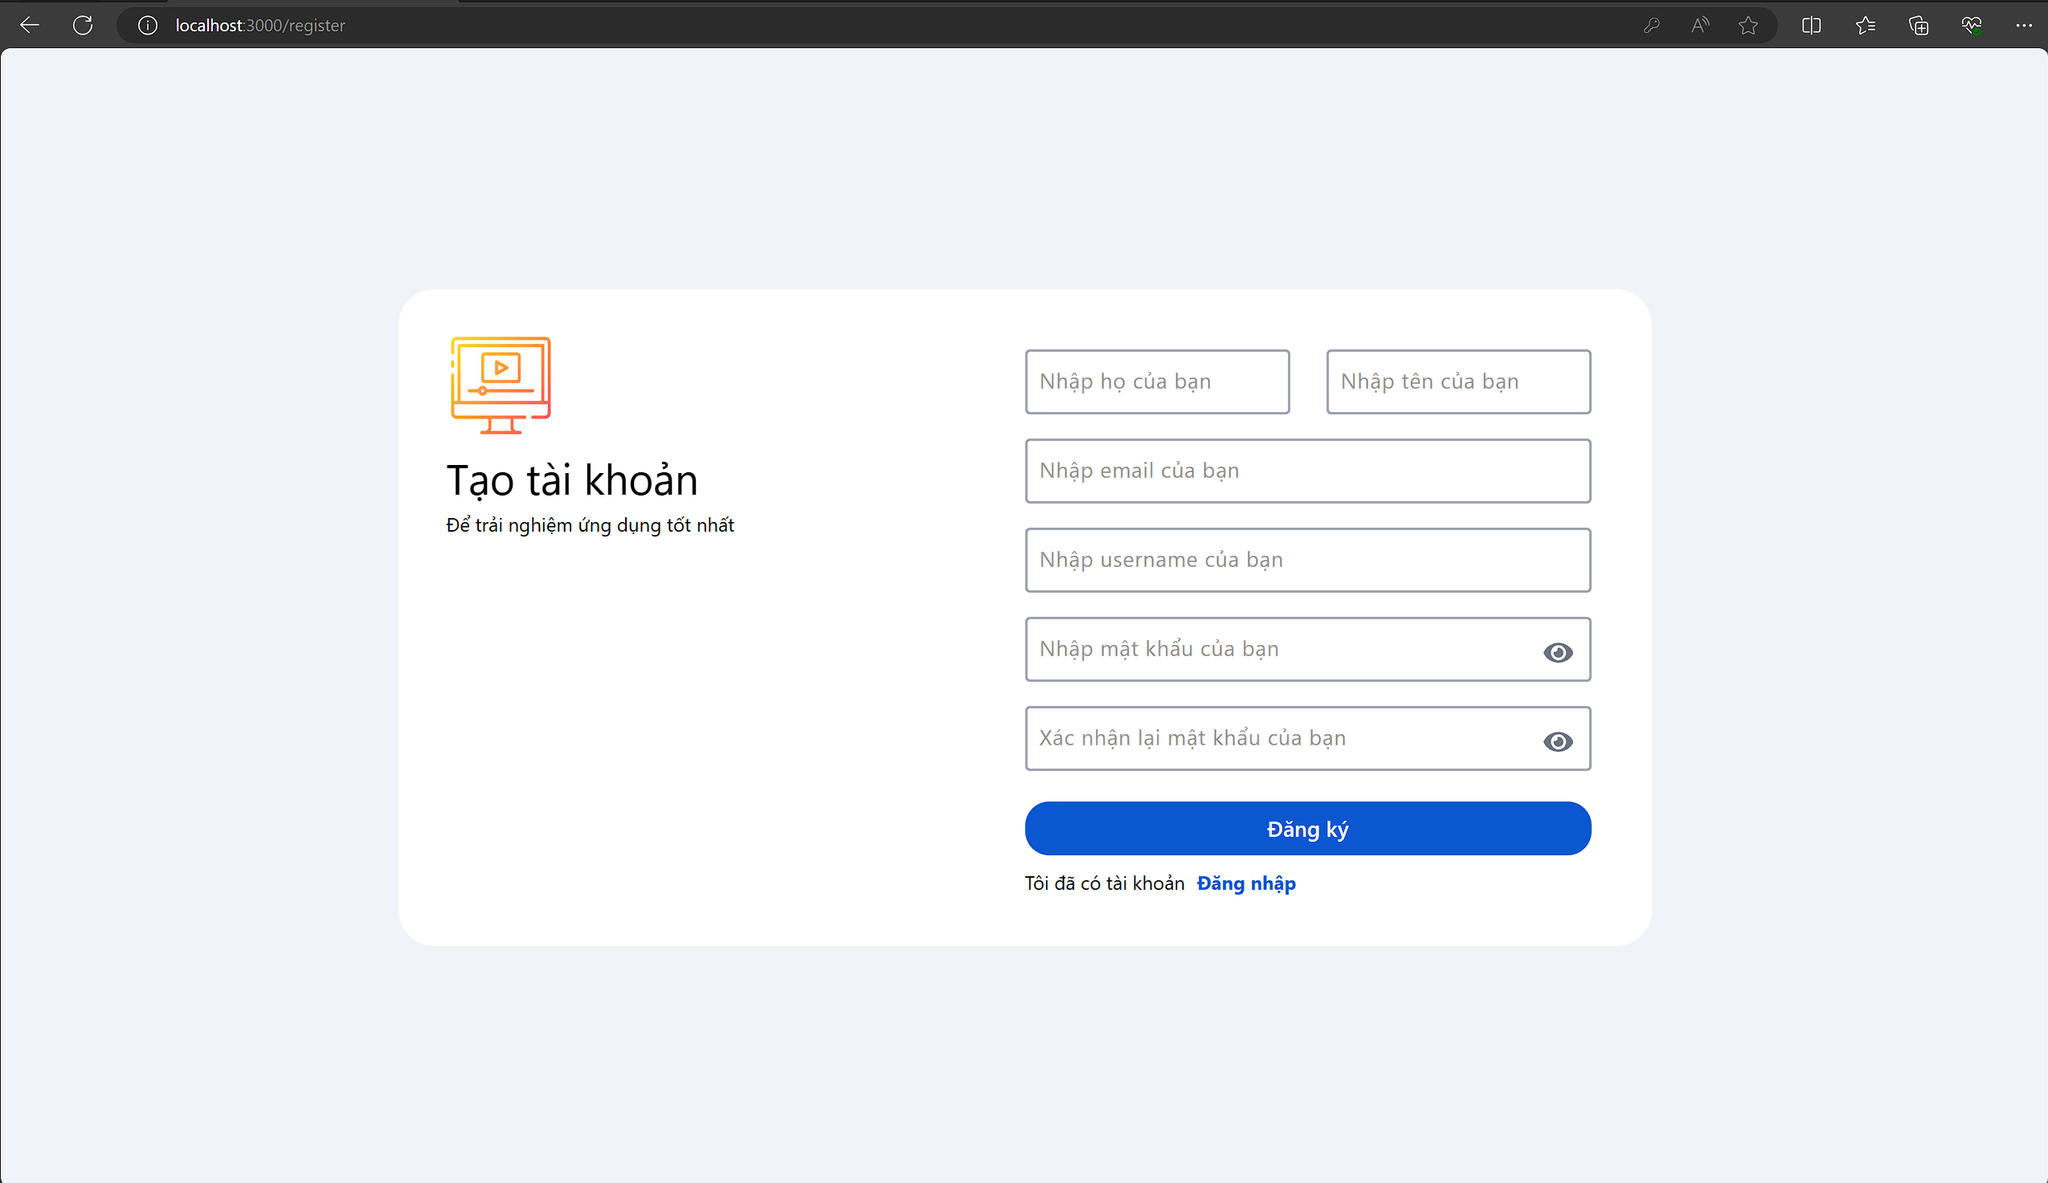 localhost:3000/register
Tạo tài khoản
Để trải nghiệm ứng dụng tốt nhất
Nhập họ của bạn
Nhập tên của bạn
Nhập email của bạn
Nhập username của bạn
Nhập mật khẩu của bạn
Xác nhận lại mật khẩu của bạn
Đăng ký
Tôi đã có tài khoản Đăng nhập